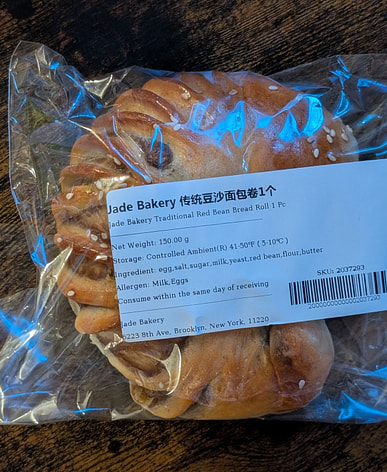 Jade Bakery 传统豆沙面包卷1个
Jade Bakery Traditional Red Bean Bread Roll 1 Pc
Net Weight: 150.00 g
Storage: Controlled Ambient(R) 41-50°F ( 5-10°C )
Ingredient: egg,salt,sugar,milk,yeast,red bean,flour,butter
Allergen: Milk,Eggs
Consume within the same day of receiving
SKU: 2037293
Jade Bakery
8th Ave, Brooklyn, New York, 11220